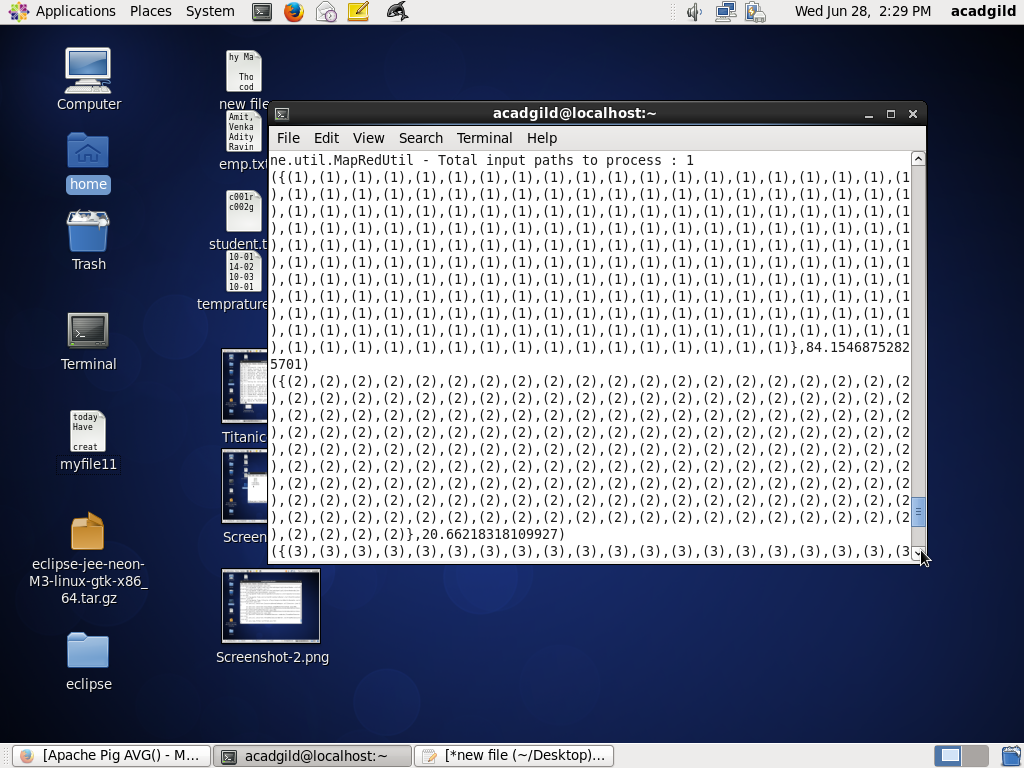 Applications Places System
Wed Jun 28, 2:29 PM acadgild
Computer
home
Trash
Terminal
today
Have
creat
myfile11
eclipse-jee-neon-
M3-linux-gtk-x86_
64.tar.gz
eclipse
hy Ma
Tho
cod
new file
Amit,
Venka
Adity
Ravin
emp.txt
c001r
c002g
student.t
10-01
14-02
10-03
10-01
temprature
Titanic
Screen
Screenshot-2.png
acadgild@localhost:~
File Edit View Search Terminal Help
ne.util.MapRedUtil - Total input paths to process : 1
({(1),(1),(1),(1),(1),(1),(1),(1),(1),(1),(1),(1),(1),(1),(1),(1),(1),(1),(1),(1
),(1),(1),(1),(1),(1),(1),(1),(1),(1),(1),(1),(1),(1),(1),(1),(1),(1),(1),(1),(1
),(1),(1),(1),(1),(1),(1),(1),(1),(1),(1),(1),(1),(1),(1),(1),(1),(1),(1),(1),(1
),(1),(1),(1),(1),(1),(1),(1),(1),(1),(1),(1),(1),(1),(1),(1),(1),(1),(1),(1),(1
),(1),(1),(1),(1),(1),(1),(1),(1),(1),(1),(1),(1),(1),(1),(1),(1),(1),(1),(1),(1
),(1),(1),(1),(1),(1),(1),(1),(1),(1),(1),(1),(1),(1),(1),(1),(1),(1),(1),(1),(1
),(1),(1),(1),(1),(1),(1),(1),(1),(1),(1),(1),(1),(1),(1),(1),(1),(1),(1),(1),(1
),(1),(1),(1),(1),(1),(1),(1),(1),(1),(1),(1),(1),(1),(1),(1),(1),(1),(1),(1),(1
),(1),(1),(1),(1),(1),(1),(1),(1),(1),(1),(1),(1),(1),(1),(1),(1),(1),(1),(1),(1
),(1),(1),(1),(1),(1),(1),(1),(1),(1),(1),(1),(1),(1),(1),(1),(1),(1),(1),(1),(1
),(1),(1),(1),(1),(1),(1),(1),(1),(1),(1),(1),(1),(1),(1),(1),(1)},84.1546875282
5701)
({(2),(2),(2),(2),(2),(2),(2),(2),(2),(2),(2),(2),(2),(2),(2),(2),(2),(2),(2),(2
),(2),(2),(2),(2),(2),(2),(2),(2),(2),(2),(2),(2),(2),(2),(2),(2),(2),(2),(2),(2
),(2),(2),(2),(2),(2),(2),(2),(2),(2),(2),(2),(2),(2),(2),(2),(2),(2),(2),(2),(2
),(2),(2),(2),(2),(2),(2),(2),(2),(2),(2),(2),(2),(2),(2),(2),(2),(2),(2),(2),(2
),(2),(2),(2),(2),(2),(2),(2),(2),(2),(2),(2),(2),(2),(2),(2),(2),(2),(2),(2),(2
),(2),(2),(2),(2),(2),(2),(2),(2),(2),(2),(2),(2),(2),(2),(2),(2),(2),(2),(2),(2
),(2),(2),(2),(2),(2),(2),(2),(2),(2),(2),(2),(2),(2),(2),(2),(2),(2),(2),(2),(2
),(2),(2),(2),(2),(2),(2),(2),(2),(2),(2),(2),(2),(2),(2),(2),(2),(2),(2),(2),(2
),(2),(2),(2),(2),(2),(2),(2),(2),(2),(2),(2),(2),(2),(2),(2),(2),(2),(2),(2),(2
),(2),(2),(2),(2)},20.66218318109927)
({(3),(3),(3),(3),(3),(3),(3),(3),(3),(3),(3),(3),(3),(3),(3),(3),(3),(3),(3),(3
[Apache Pig AVG() - M...
acadgild@localhost:~
[*new file (~/Desktop)...